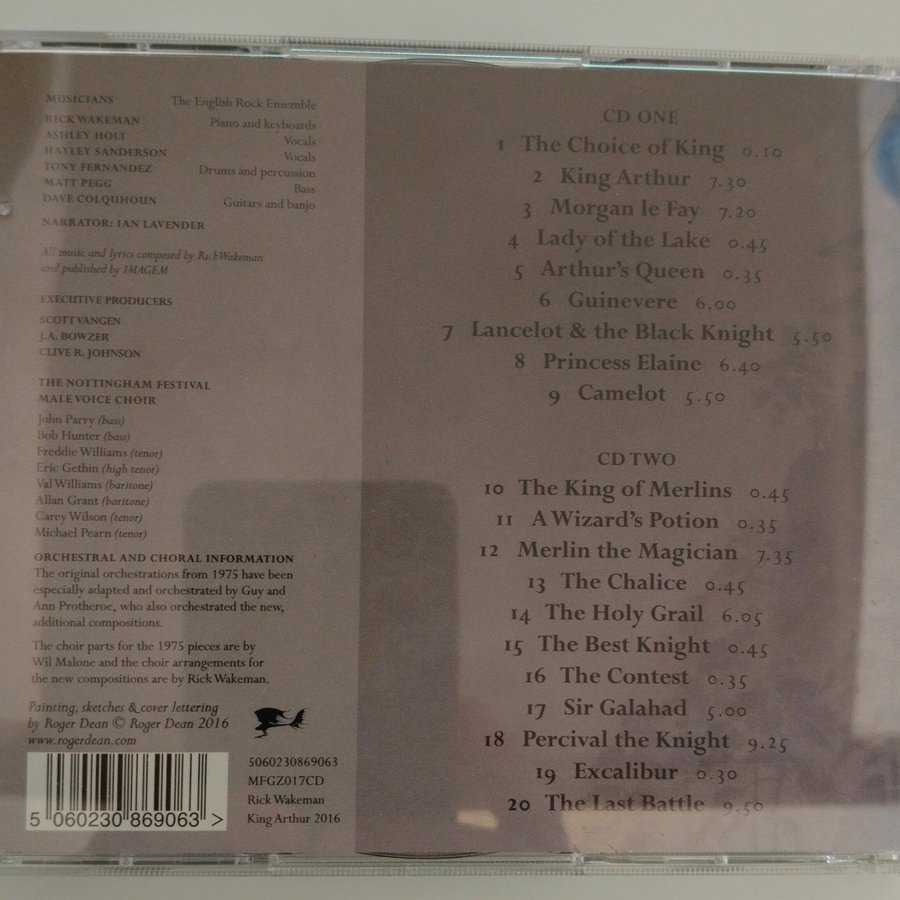 MUSICIANS The English Rock Ensemble
RICK WAKEMAN Piano and keyboards
ASHLEY HOLT Vocals
HAYLEY SANDERSON Vocals
TONY FERNANDEZ Drums and percussion
MATT PEGG Bass
DAVE COLQUHOUN Guitars and banjo
NARRATOR: IAN LAVENDER
All music and lyrics composed by Rick Wakeman
and published by IMAGEM
EXECUTIVE PRODUCERS
SCOTT VANGEN
J.A. BOWZER
CLIVE R. JOHNSON
THE NOTTINGHAM FESTIVAL
MALE VOICE CHOIR
John Parry (bass)
Bob Hunter (bass)
Freddie Williams (tenor)
Eric Gethin (high tenor)
Val Williams (baritone)
Allan Grant (baritone)
Carey Wilson (tenor)
Michael Pearn (tenor)
ORCHESTRAL AND CHORAL INFORMATION
The original orchestrations from 1975 have been
especially adapted and orchestrated by Guy and
Ann Protheroe, who also orchestrated the new,
additional compositions.
The choir parts for the 1975 pieces are by
Wil Malone and the choir arrangements for
the new compositions are by Rick Wakeman.
Painting, sketches & cover lettering
by Roger Dean © Roger Dean 2016
www.rogerdean.com
5 060230 869063 >
5060230869063
MFGZ017CD
Rick Wakeman
King Arthur 2016
CD ONE
1 The Choice of King 0.10
2 King Arthur 7.30
3 Morgan le Fay 7.20
4 Lady of the Lake 0.45
5 Arthur's Queen 0.35
6 Guinevere 6.00
7 Lancelot & the Black Knight 5.50
8 Princess Elaine 6.40
9 Camelot 5.50
CD TWO
10 The King of Merlins 0.45
11 A Wizard's Potion 0.35
12 Merlin the Magician 7.35
13 The Chalice 0.45
14 The Holy Grail 6.05
15 The Best Knight 0.45
16 The Contest 0.35
17 Sir Galahad 5.00
18 Percival the Knight 9.25
19 Excalibur 0.30
20 The Last Battle 9.50